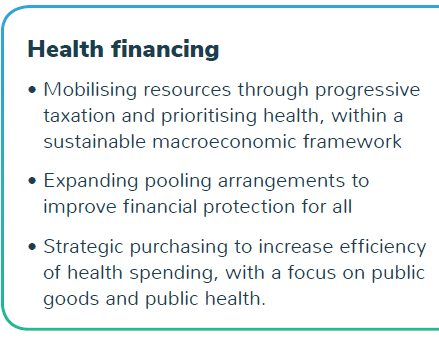 Health financing
• Mobilising resources through progressive
taxation and prioritising health, within a
sustainable macroeconomic framework
• Expanding pooling arrangements to
improve financial protection for all
• Strategic purchasing to increase efficiency
of health spending, with a focus on public
goods and public health.